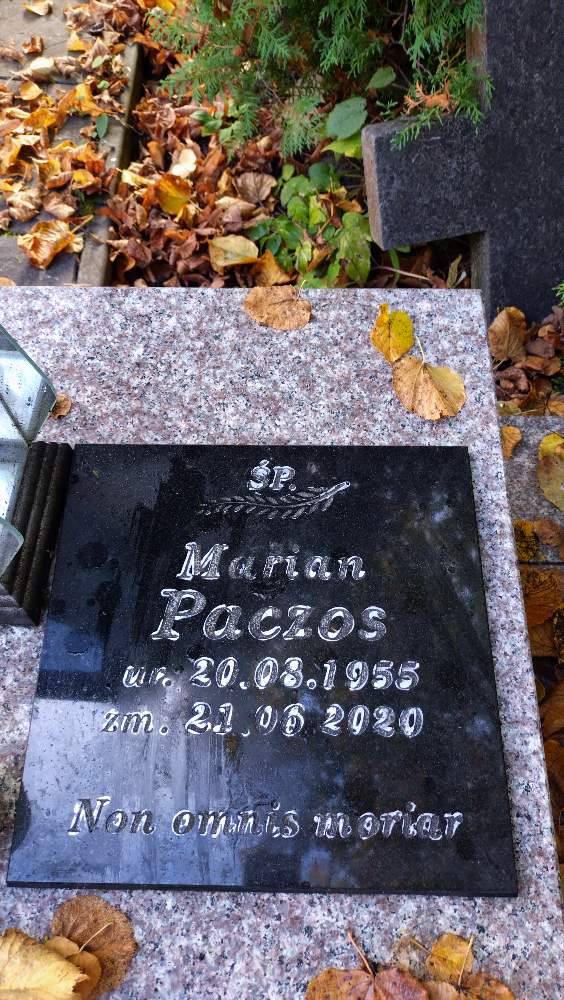 ŚP.
Marian
Paczos
ur. 20.08.1955
zm. 21.06.2020
Non omnis moriar